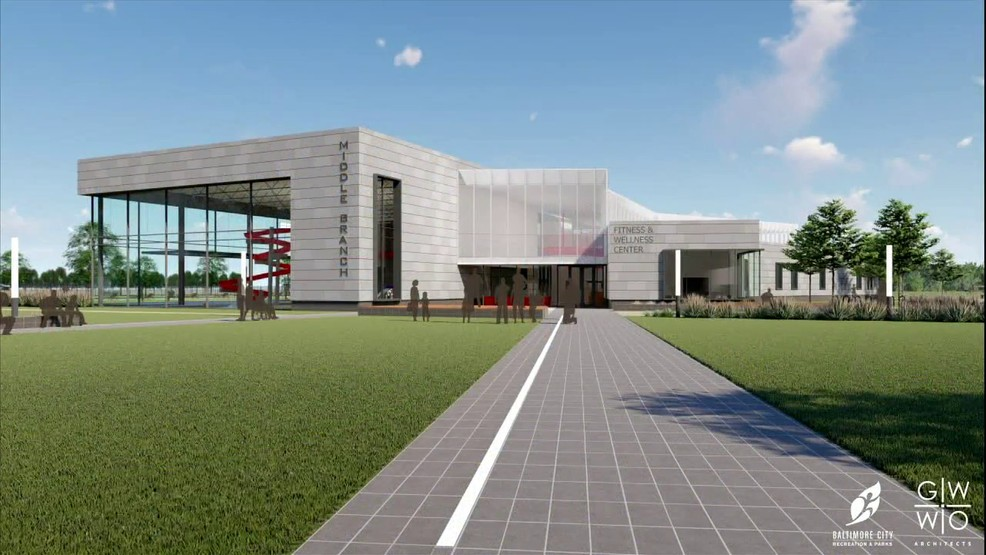 MIDDLE BRANCH
FITNESS &
WELLNESS
CENTER
BALTIMORE CITY
RECREATION & PARKS
G W
W O
ARCHITECTS